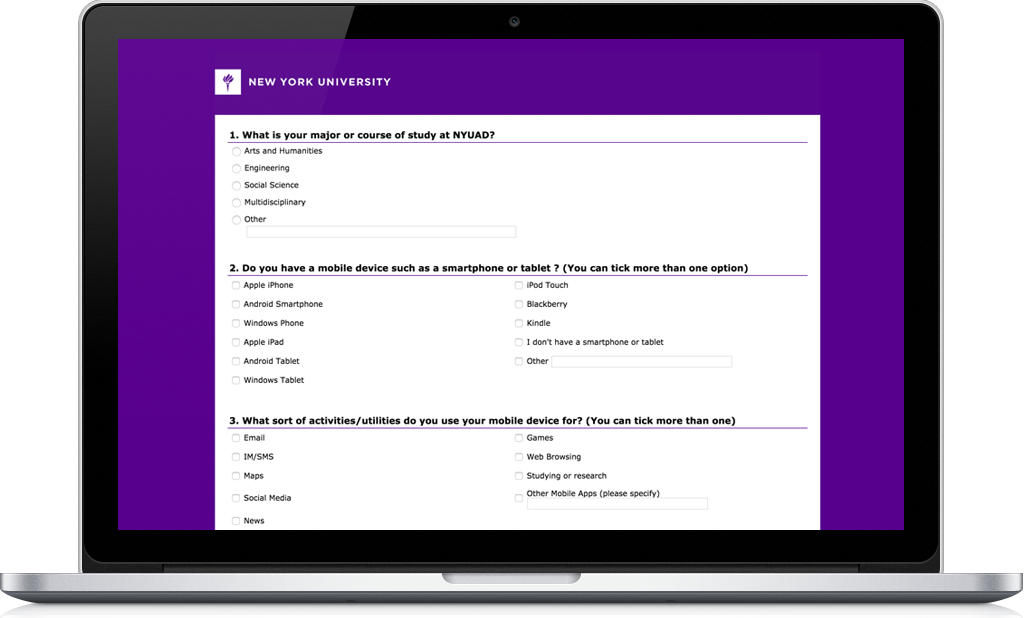 NEW YORK UNIVERSITY
1. What is your major or course of study at NYUAD?
Arts and Humanities
Engineering
Social Science
Multidisciplinary
Other
2. Do you have a mobile device such as a smartphone or tablet ? (You can tick more than one option)
Apple iPhone
Android Smartphone
Windows Phone
Apple iPad
Android Tablet
Windows Tablet
iPod Touch
Blackberry
Kindle
I don't have a smartphone or tablet
Other
3. What sort of activities/utilities do you use your mobile device for? (You can tick more than one)
Email
IM/SMS
Maps
Social Media
News
Games
Web Browsing
Studying or research
Other Mobile Apps (please specify)